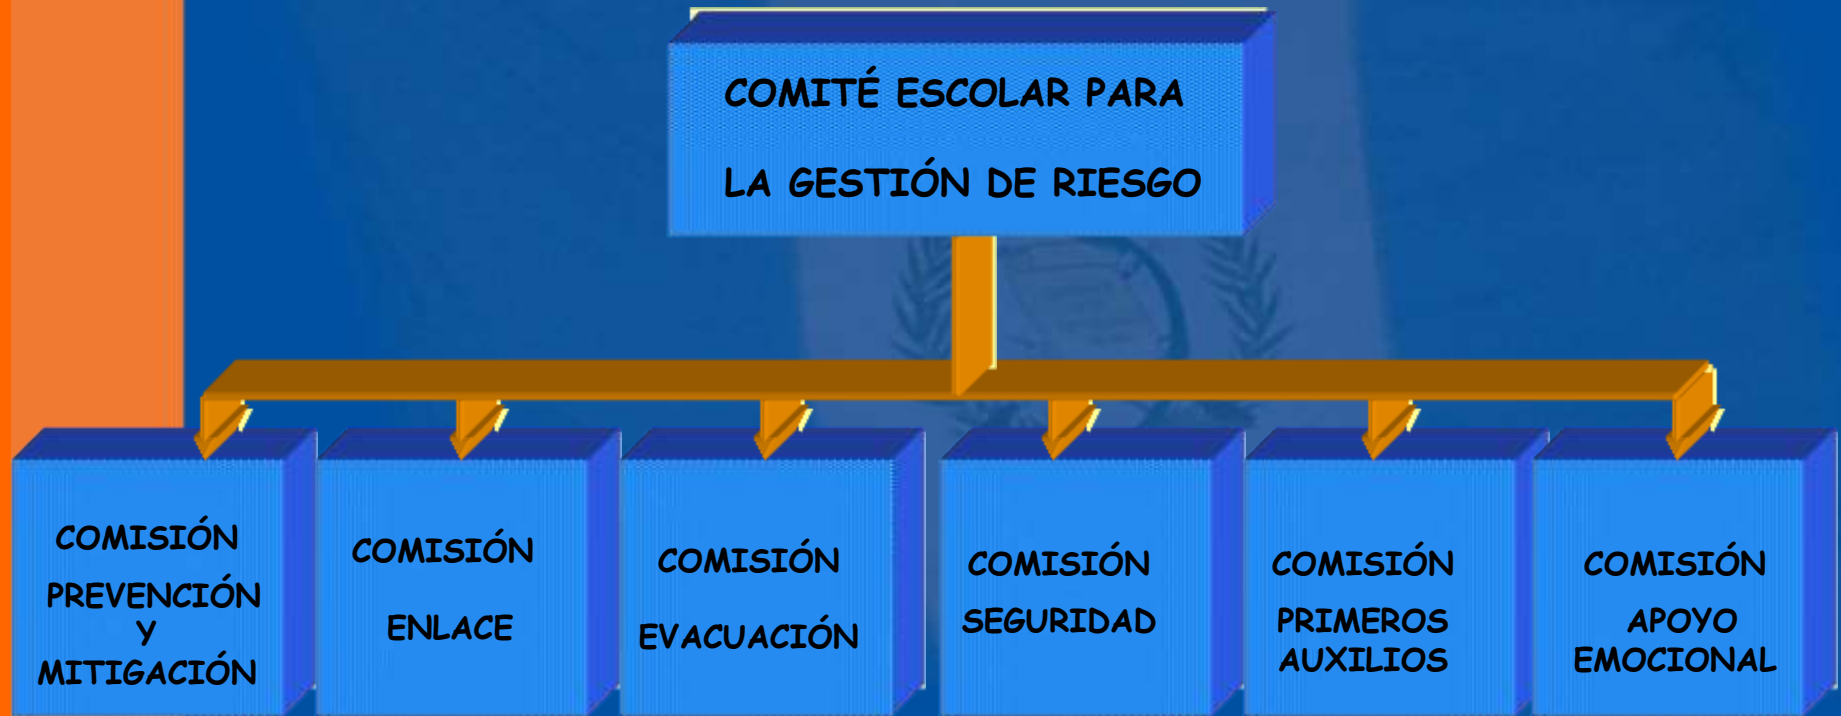 COMITÉ ESCOLAR PARA
LA GESTIÓN DE RIESGO
COMISIÓN
PREVENCIÓN
Y
MITIGACIÓN
COMISIÓN
ENLACE
COMISIÓN
EVACUACIÓN
COMISIÓN
SEGURIDAD
COMISIÓN
PRIMEROS
AUXILIOS
COMISIÓN
APOYO
EMOCIONAL